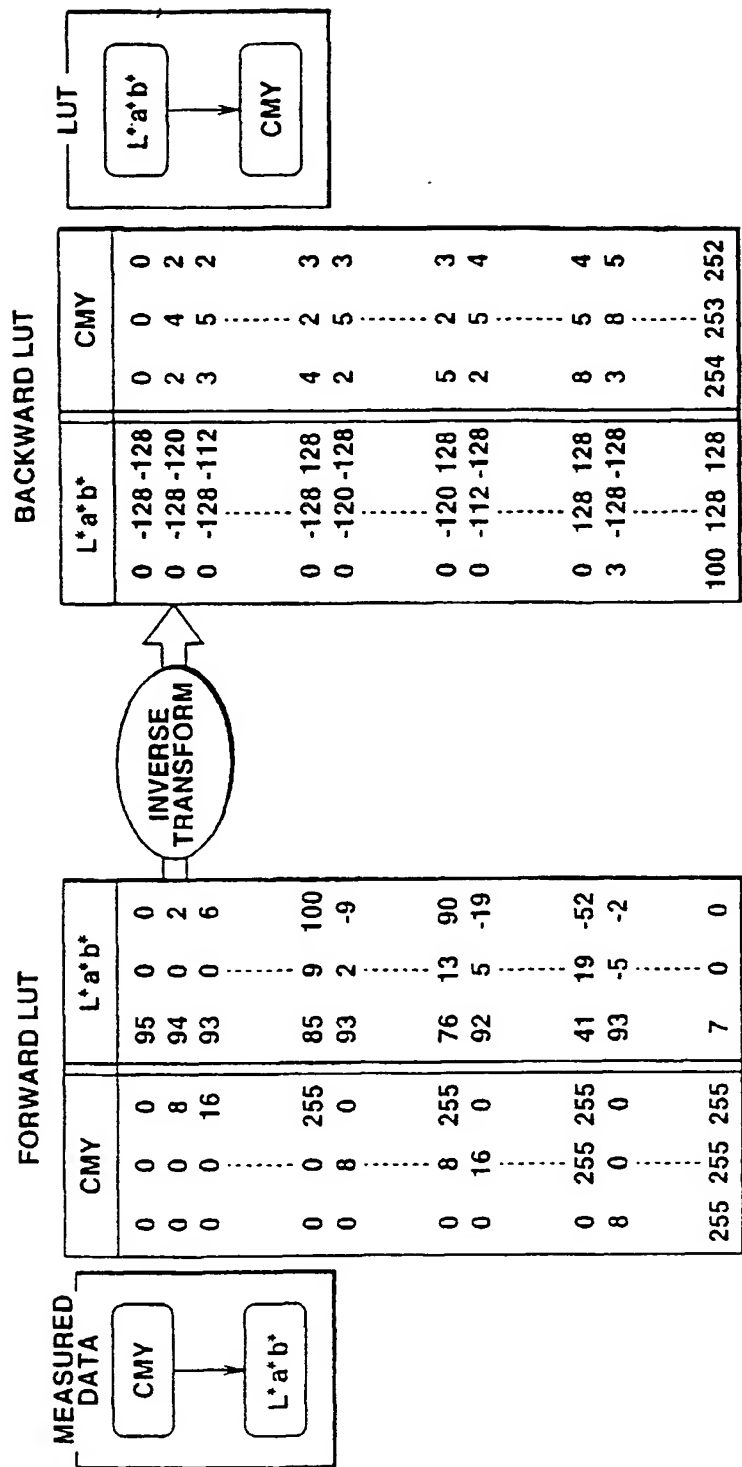 MEASURED
DATA
CMY
L*a*b*
FORWARD LUT
CMY L*a*b*
0 0 0 95 0 0
0 0 8 94 0 2
0 0 16 93 0 6
0 0 255 85 9 100
0 8 0 93 2 -9
0 8 255 76 13 90
0 16 0 92 5 -19
0 255 255 41 19 -52
8 0 0 93 -5 -2
255 255 255 7 0 0
INVERSE
TRANSFORM
BACKWARD LUT
L*a*b* CMY
0 -128 -128 0 0 0
0 -128 -120 2 4 2
0 -128 -112 3 5 2
0 -128 128 4 2 3
0 -120 -128 2 5 3
0 -120 128 5 2 3
0 -112 -128 2 5 4
0 128 128 8 5 4
3 -128 -128 3 8 5
100 128 128 254 253 252
LUT
L*a*b*
CMY